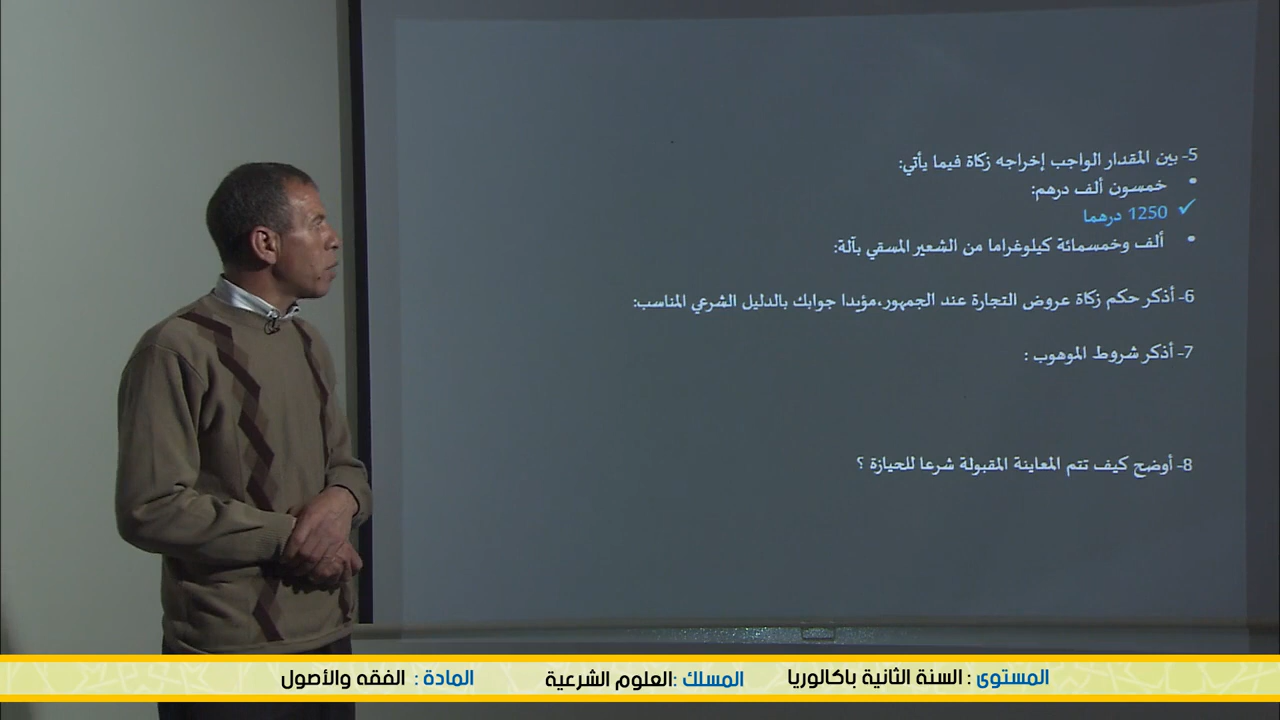 5- بين المقدار الواجب إخراجه زكاة فيما يأتي:
• خمسون ألف درهم:
✓ 1250 درهما
• ألف وخمسمائة كيلوغراما من الشعير المسقي بآلة:
6- أذكر حكم زكاة عروض التجارة عند الجمهور،مؤيدا جوابك بالدليل الشرعي المناسب:
7- أذكر شروط الموهوب :
8- أوضح كيف تتم المعاينة المقبولة شرعا للحيازة ؟
المستوى : السنة الثانية باكالوريا المسلك :العلوم الشرعية المادة : الفقه والأصول